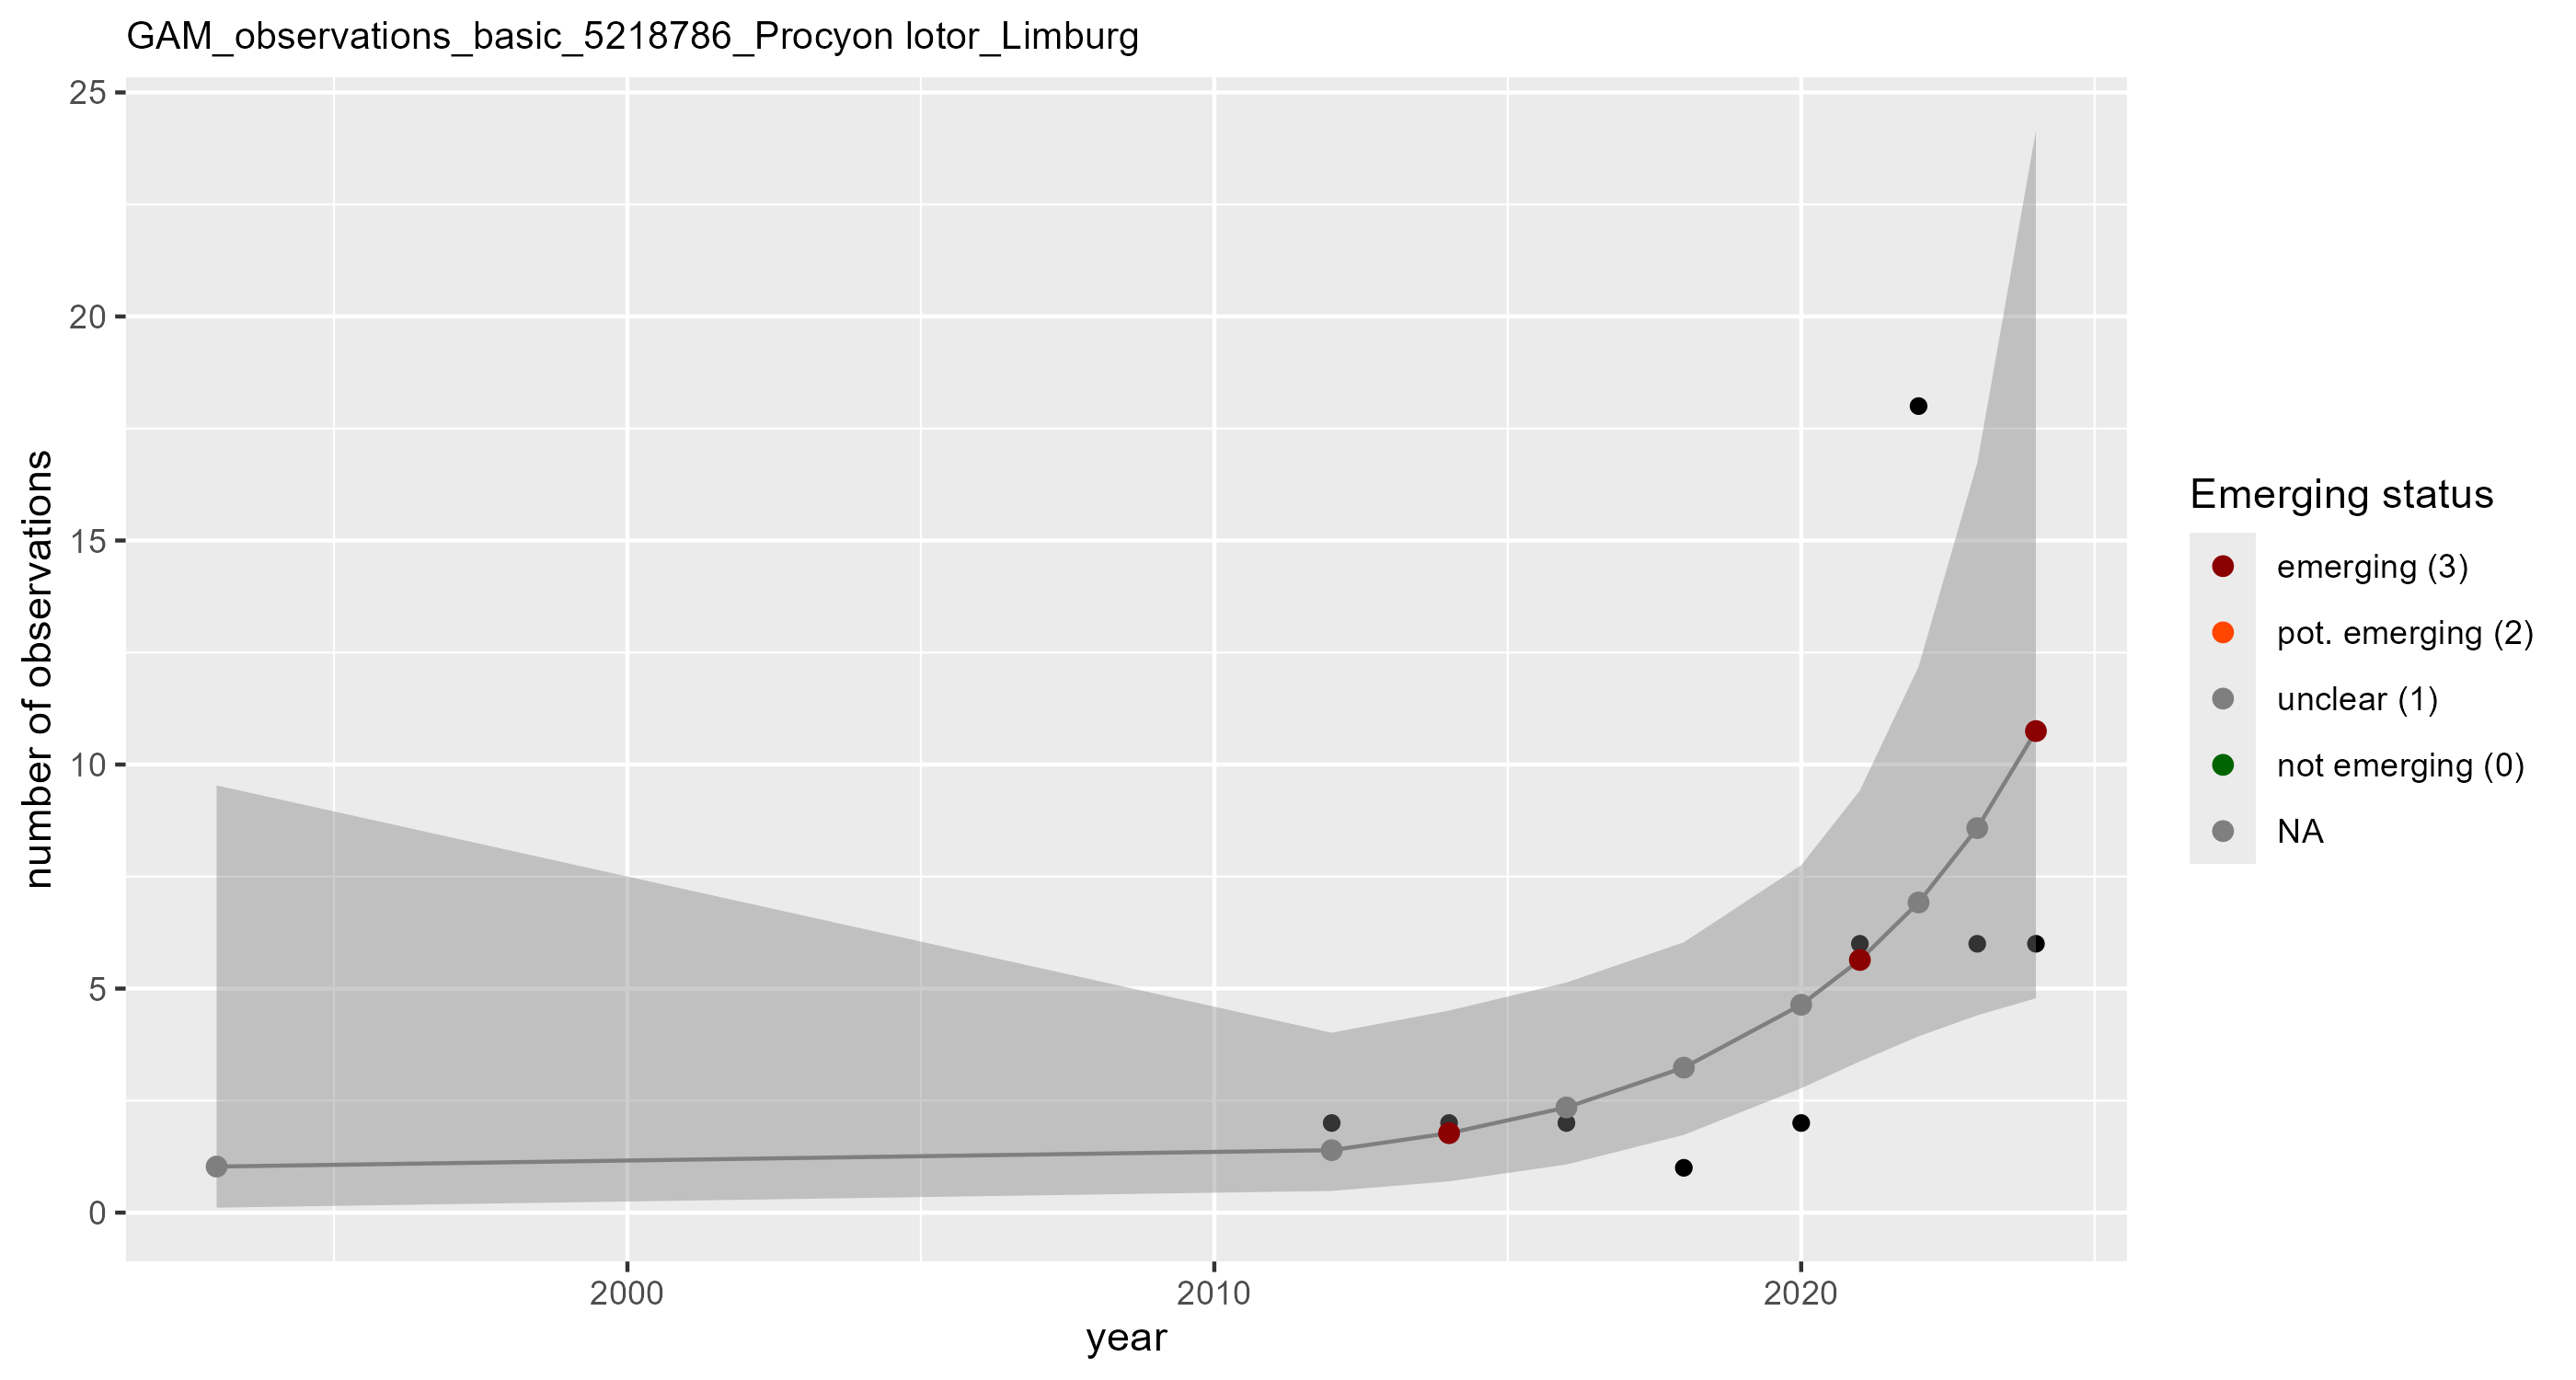 GAM_observations_basic_5218786_Procyon lotor_Limburg
25
20
15
10
5
0
number of observations
2000
2010
2020
year
Emerging status
emerging (3)
pot. emerging (2)
unclear (1)
not emerging (0)
NA